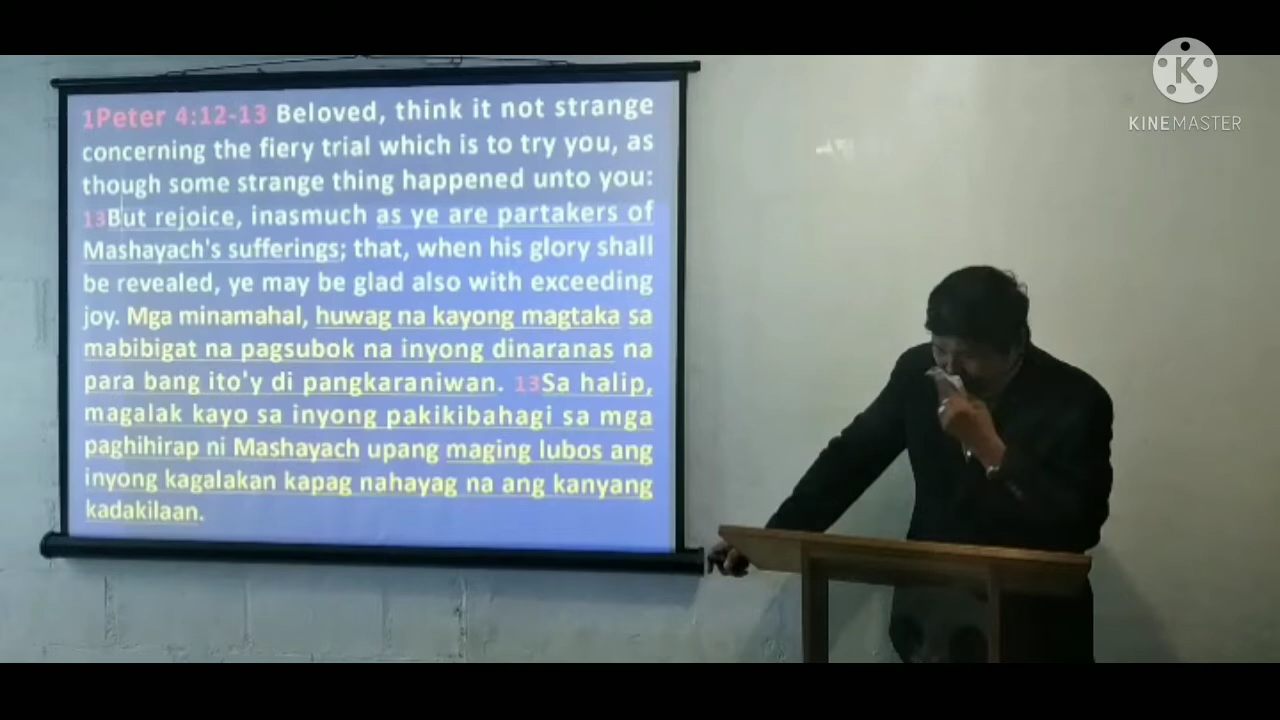 1Peter 4:12-13 Beloved, think it not strange
concerning the fiery trial which is to try you, as
though some strange thing happened unto you:
13But rejoice, inasmuch as ye are partakers of
Mashayach's sufferings; that, when his glory shall
be revealed, ye may be glad also with exceeding
joy. Mga minamahal, huwag na kayong magtaka sa
mabibigat na pagsubok na inyong dinaranas na
para bang ito'y di pangkaraniwan. 13Sa halip,
magalak kayo sa inyong pakikibahagi sa mga
paghihirap ni Mashayach upang maging lubos ang
inyong kagalakan kapag nahayag na ang kanyang
kadakilaan.
K
KINEMASTER